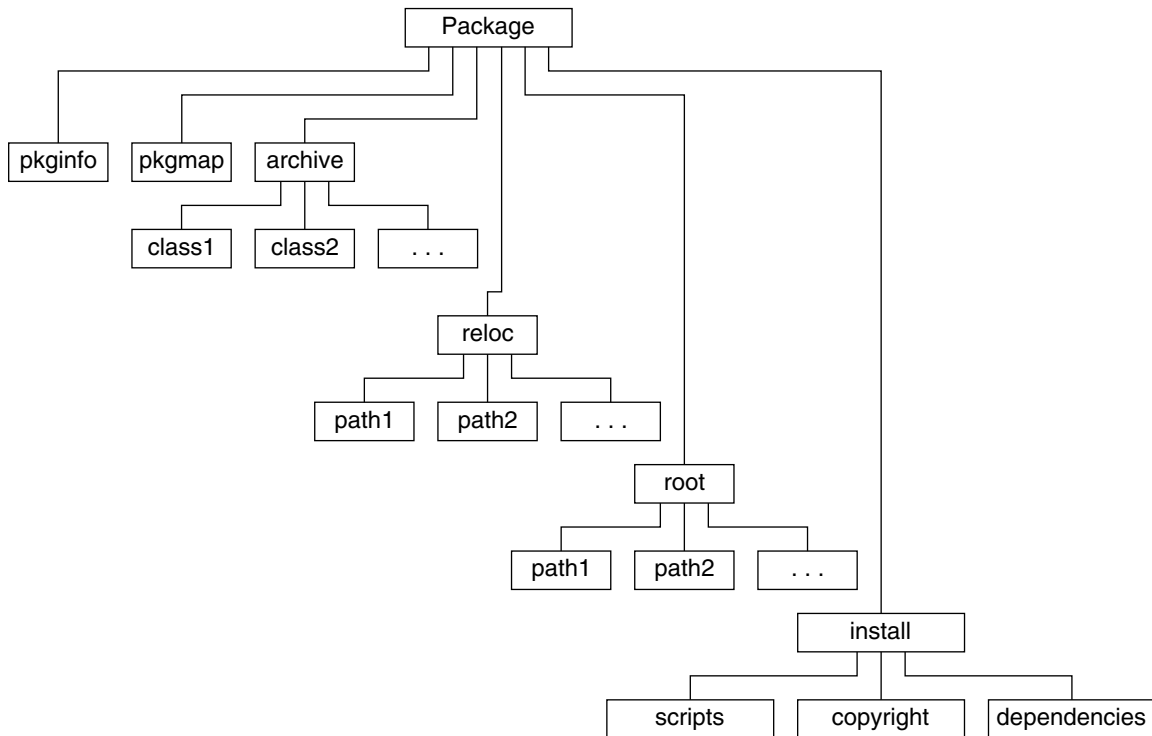 Package
pkginfo
pkgmap
archive
class1
class2
. . .
reloc
path1
path2
. . .
root
path1
path2
. . .
install
scripts
copyright
dependencies